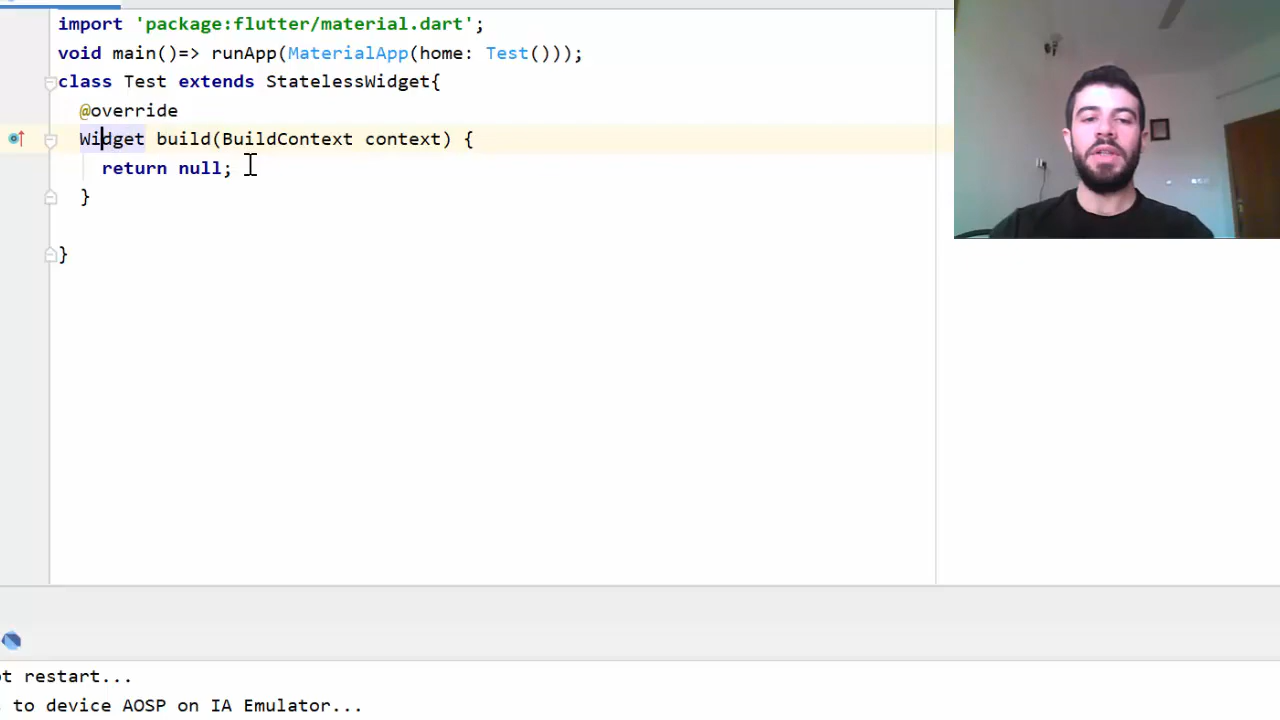 import 'package:flutter/material.dart';
void main()=> runApp(MaterialApp(home: Test()));
class Test extends StatelessWidget{
@override
Widget build(BuildContext context) {
return null;
}
}
ot restart...
to device AOSP on IA Emulator...